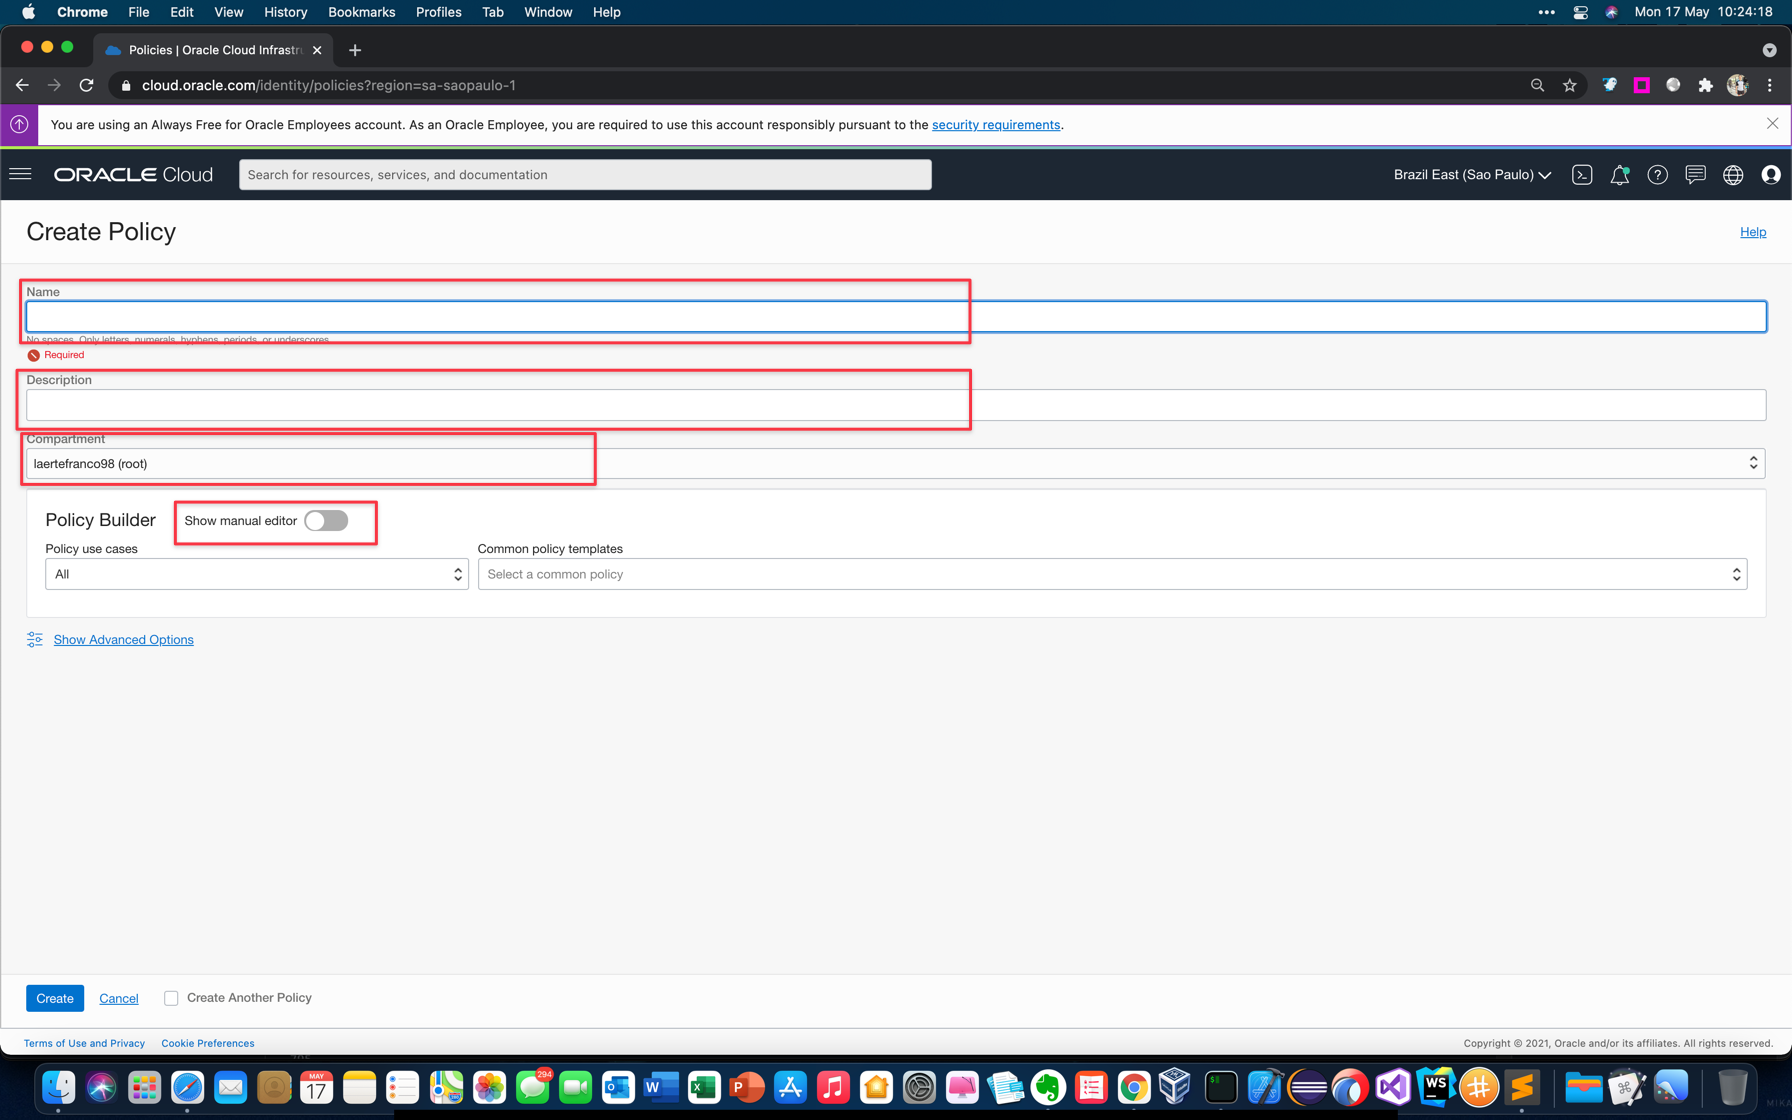 Chrome File Edit View History Bookmarks Profiles Tab Window Help Mon 17 May 10:24:18
Policies | Oracle Cloud Infrastru
cloud.oracle.com/identity/policies?region=sa-saopaulo-1
You are using an Always Free for Oracle Employees account. As an Oracle Employee, you are required to use this account responsibly pursuant to the security requirements.
ORACLE Cloud Search for resources, services, and documentation Brazil East (Sao Paulo)
Create Policy Help
Name
No spaces. Only letters, numerals, hyphens, periods, or underscores.
Required
Description
Compartment
laertefranco98 (root)
Policy Builder Show manual editor
Policy use cases Common policy templates
All Select a common policy
Show Advanced Options
Create Cancel Create Another Policy
Terms of Use and Privacy Cookie Preferences Copyright © 2021, Oracle and/or its affiliates. All rights reserved.
MAY
17
294
WS